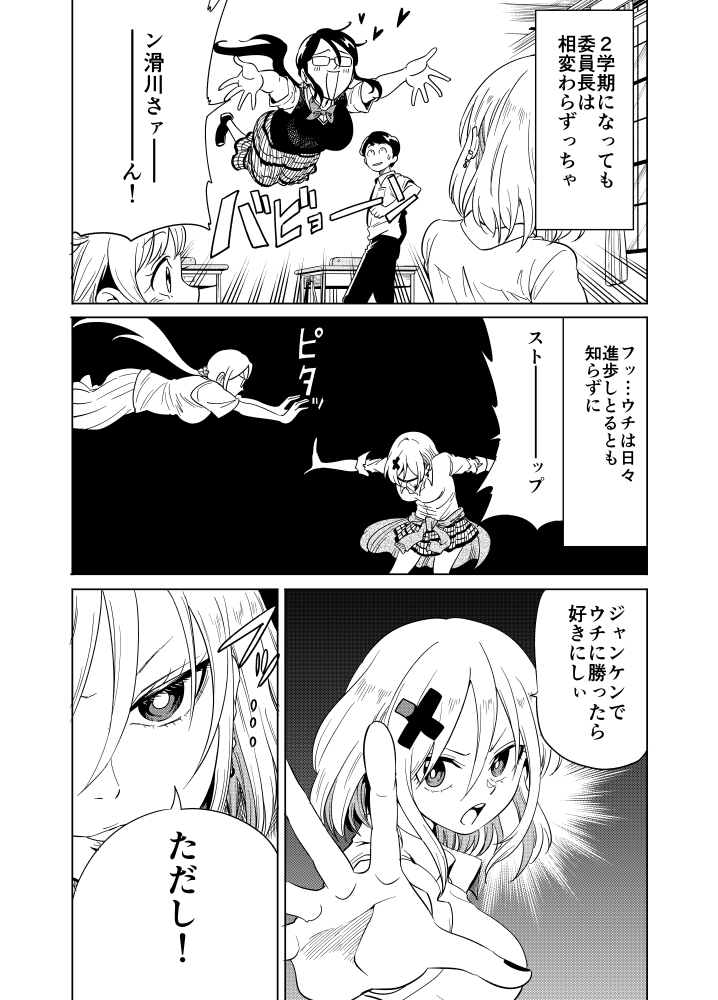 ２学期になっても
委員長は
相変わらずっちゃ
バビョーン
滑川さァー
ーん！
フッ…ウチは日々
進歩しとるとも
知らずに
ストーーップ
ピタッ
ジャンケンで
ウチに勝ったら
好きにしぃ
ただし！